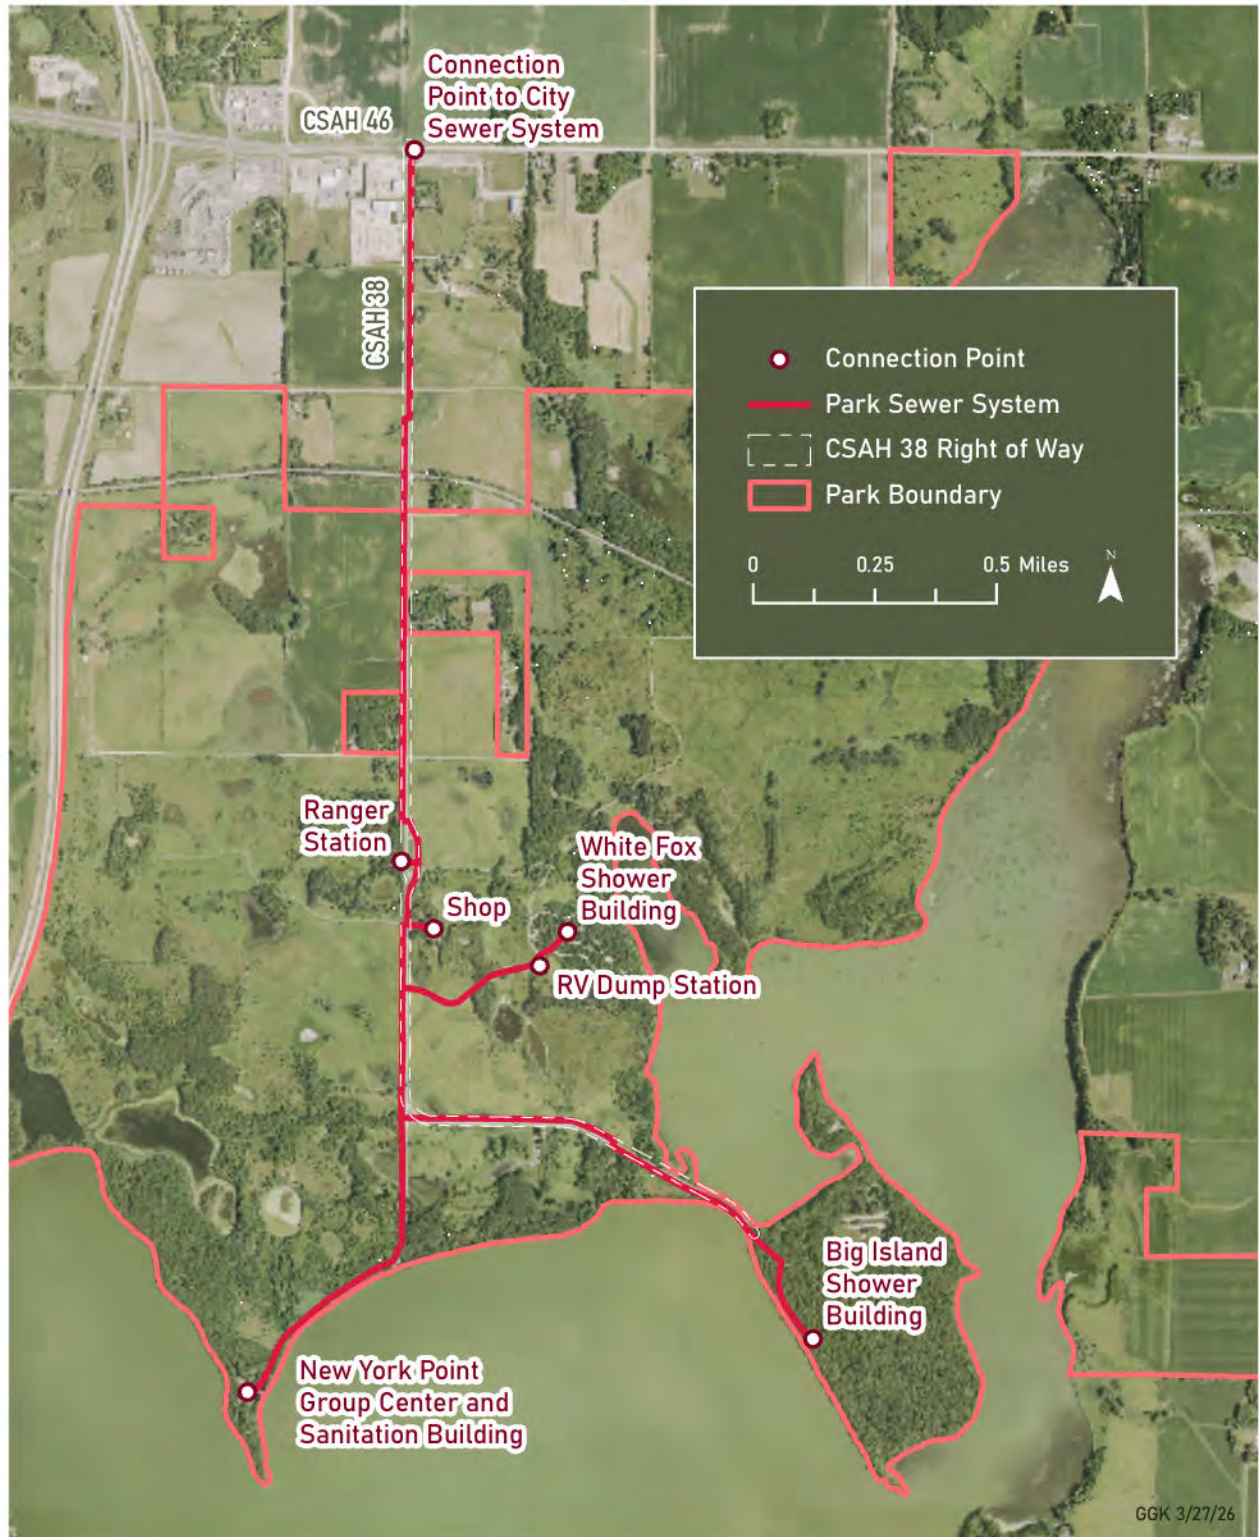 Connection
Point to City
Sewer System
CSAH 46
CSAH 38
Connection Point
Park Sewer System
CSAH 38 Right of Way
Park Boundary
0 0.25 0.5 Miles
N
Ranger
Station
White Fox
Shower
Building
Shop
RV Dump Station
Big Island
Shower
Building
New York Point
Group Center and
Sanitation Building
GGK 3/27/26